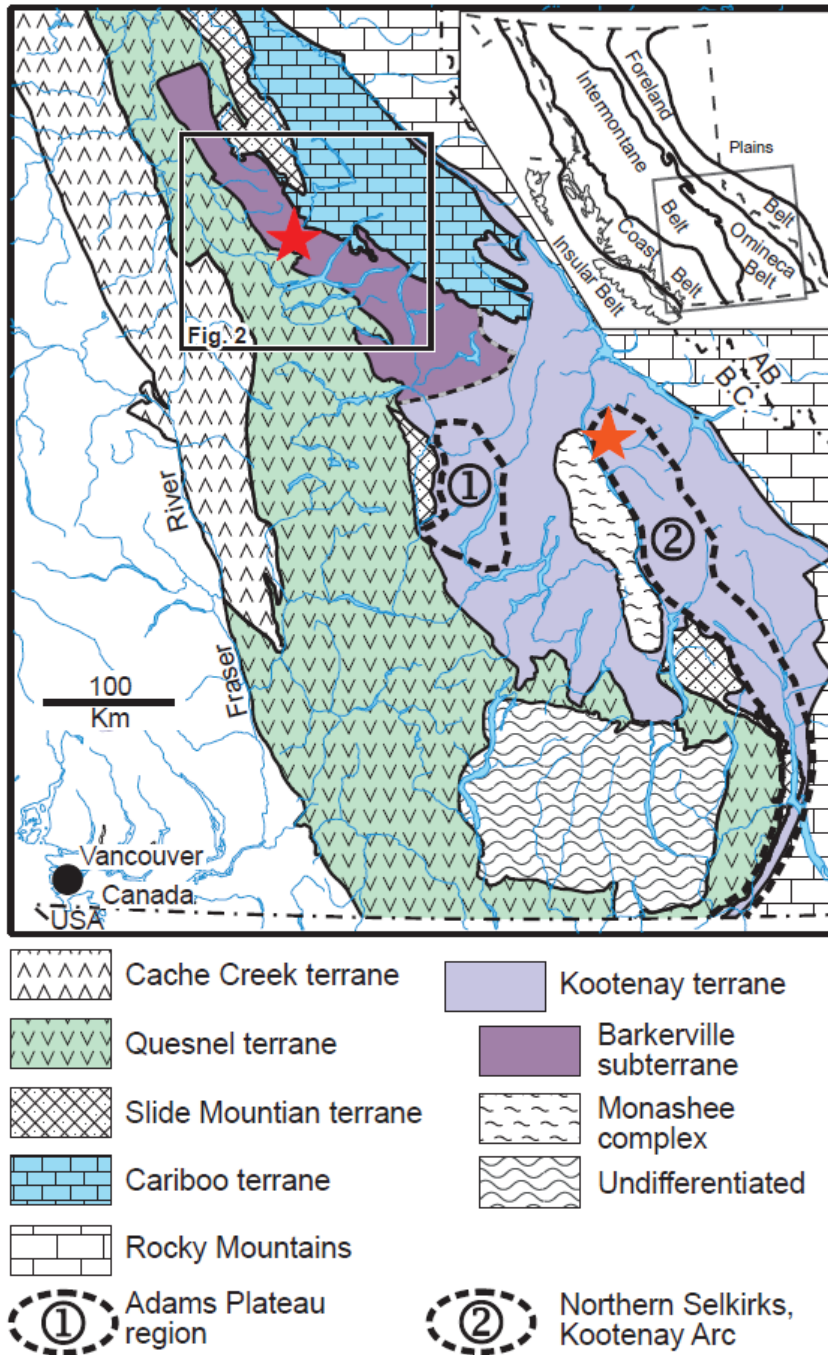 Foreland
Belt
Intermontane
Belt
Plains
Omineca
Belt
Coast
Belt
Insular Belt
Fig. 2
AB
B.C.
①
②
River
Fraser
100
Km
Vancouver
Canada
USA
Cache Creek terrane
Quesnel terrane
Slide Mountian terrane
Cariboo terrane
Rocky Mountains
① Adams Plateau
region
Kootenay terrane
Barkerville
subterrane
Monashee
complex
Undifferentiated
② Northern Selkirks,
Kootenay Arc